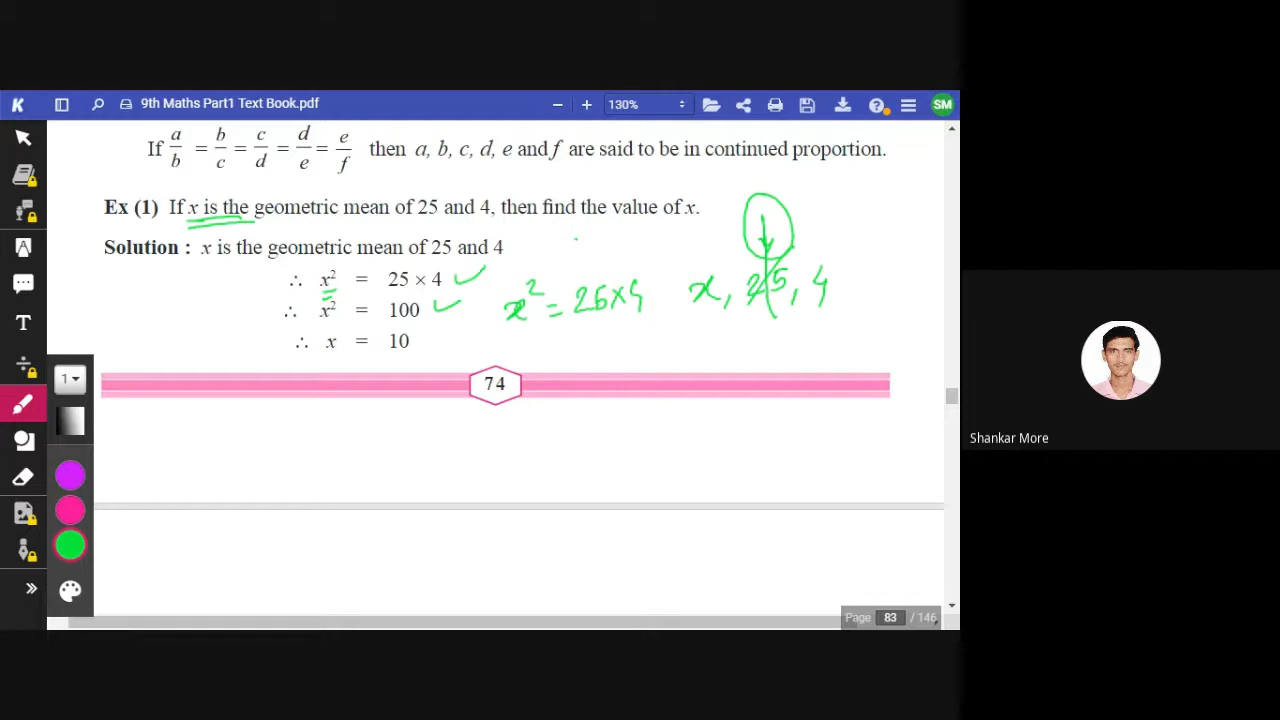 K 9th Maths Part1 Text Book.pdf 130% SM
If a/b = b/c = c/d = d/e = e/f then a, b, c, d, e and f are said to be in continued proportion.
Ex (1) If x is the geometric mean of 25 and 4, then find the value of x.
Solution : x is the geometric mean of 25 and 4
∴ x² = 25 × 4
x² = 25×4 x, 25, 4
∴ x² = 100
∴ x = 10
1
74
Shankar More
Page 83 / 146